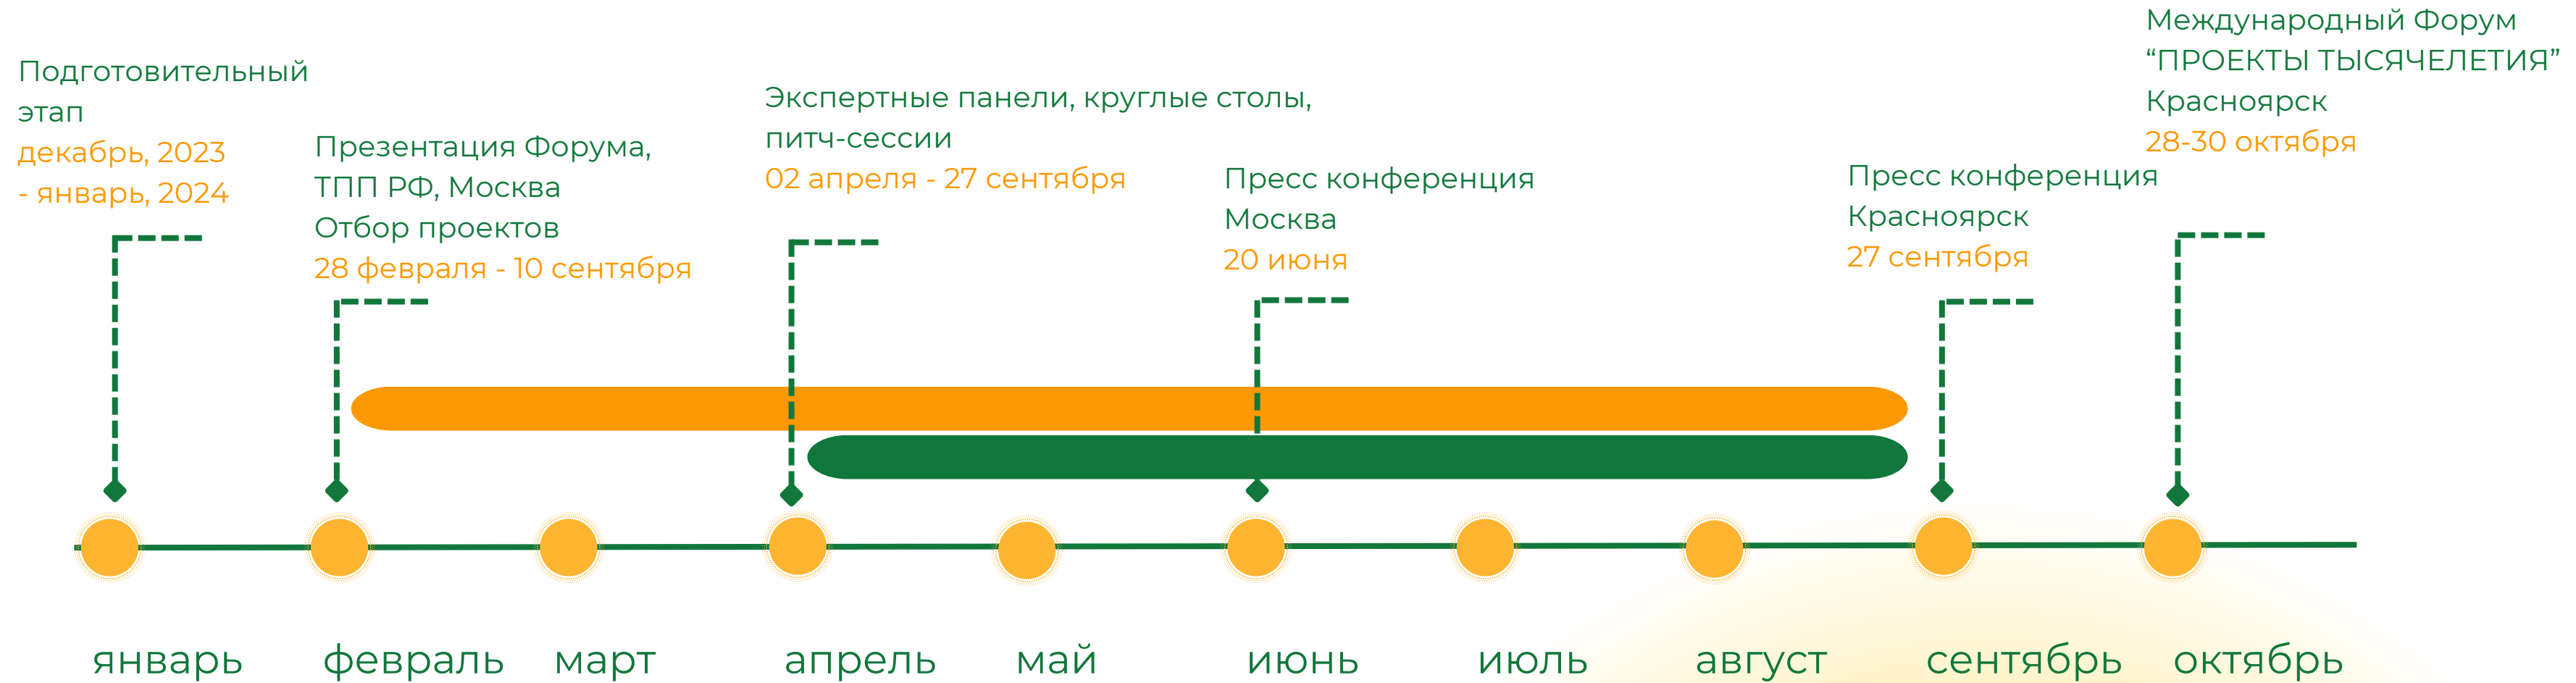 Подготовительный
этап
декабрь, 2023
- январь, 2024
Презентация Форума,
ТПП РФ, Москва
Отбор проектов
28 февраля - 10 сентября
Экспертные панели, круглые столы,
питч-сессии
02 апреля - 27 сентября
Пресс конференция
Москва
20 июня
Пресс конференция
Красноярск
27 сентября
Международный Форум
“ПРОЕКТЫ ТЫСЯЧЕЛЕТИЯ”
Красноярск
28-30 октября
январь
февраль
март
апрель
май
июнь
июль
август
сентябрь
октябрь